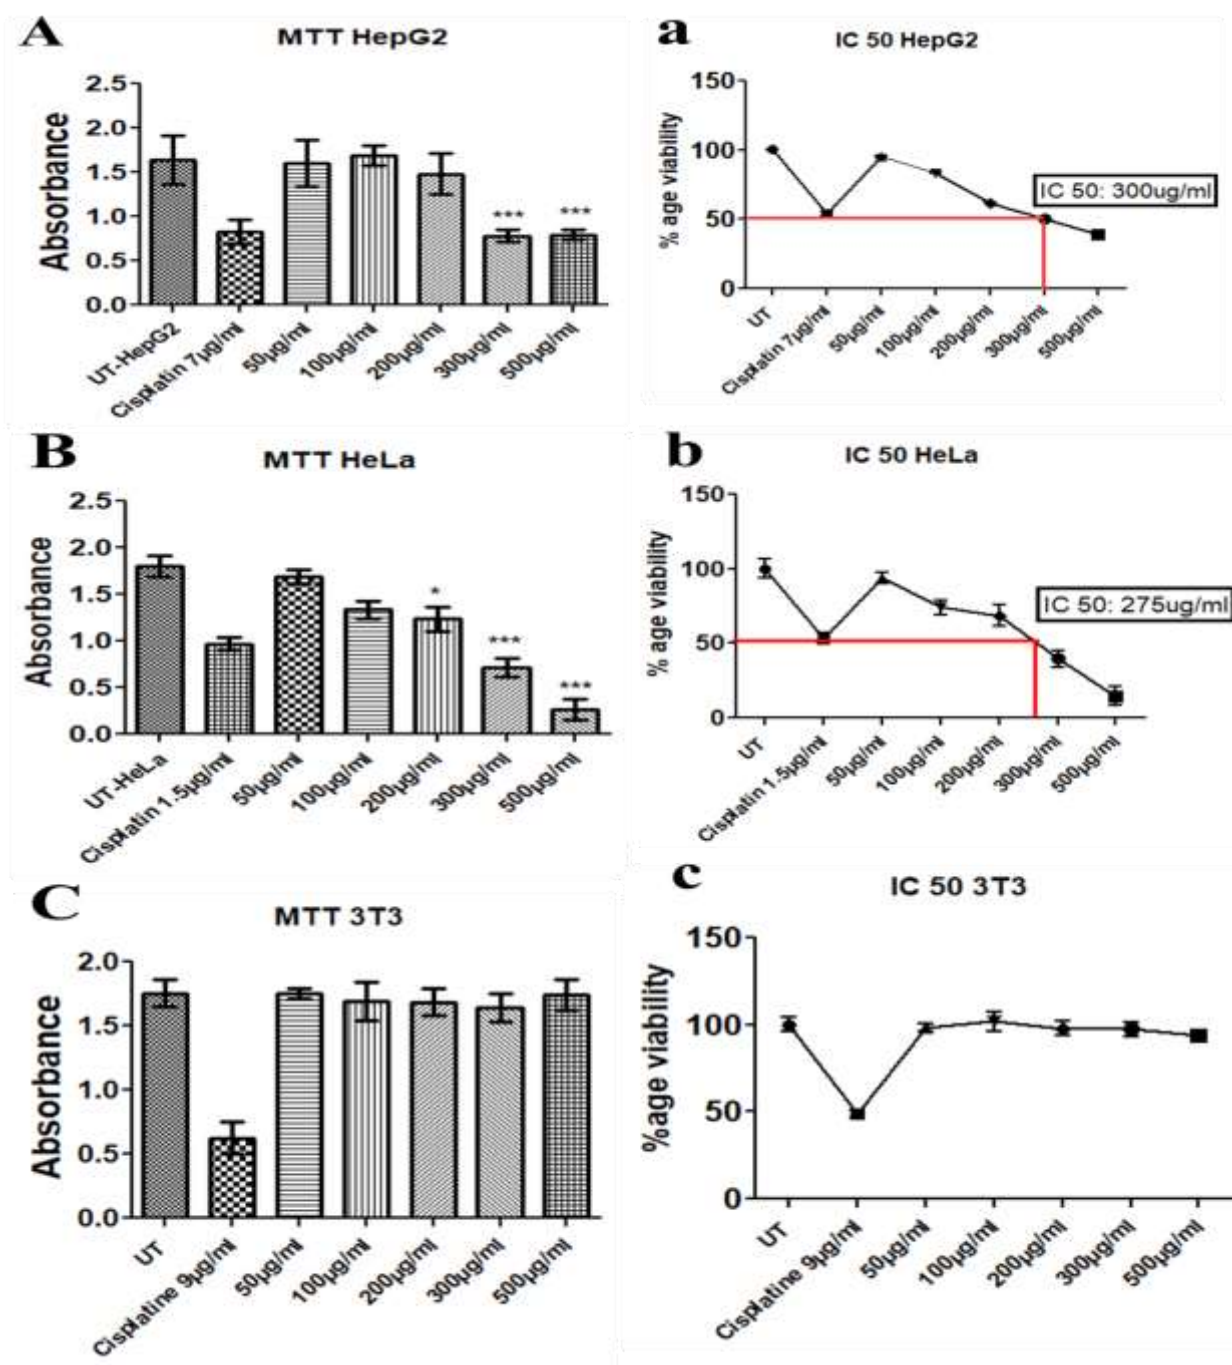 A
MTT HepG2
Absorbance
2.5
2.0
1.5
1.0
0.5
0.0
***
***
UT-HepG2
Cisplatin 7µg/ml
50µg/ml
100µg/ml
200µg/ml
300µg/ml
500µg/ml
a
IC 50 HepG2
% age viability
150
100
50
0
IC 50: 300ug/ml
UT
Cisplatin 7µg/ml
50µg/ml
100µg/ml
200µg/ml
300µg/ml
500µg/ml
B
MTT HeLa
Absorbance
2.5
2.0
1.5
1.0
0.5
0.0
*
***
***
UT-HeLa
Cisplatin 1.5µg/ml
50µg/ml
100µg/ml
200µg/ml
300µg/ml
500µg/ml
b
IC 50 HeLa
% age viability
150
100
50
0
IC 50: 275ug/ml
UT
Cisplatin 1.5µg/ml
50µg/ml
100µg/ml
200µg/ml
300µg/ml
500µg/ml
C
MTT 3T3
Absorbance
2.0
1.5
1.0
0.5
0.0
UT
Cisplatine 9µg/ml
50µg/ml
100µg/ml
200µg/ml
300µg/ml
500µg/ml
c
IC 50 3T3
%age viability
150
100
50
0
UT
Cisplatine 9µg/ml
50µg/ml
100µg/ml
200µg/ml
300µg/ml
500µg/ml